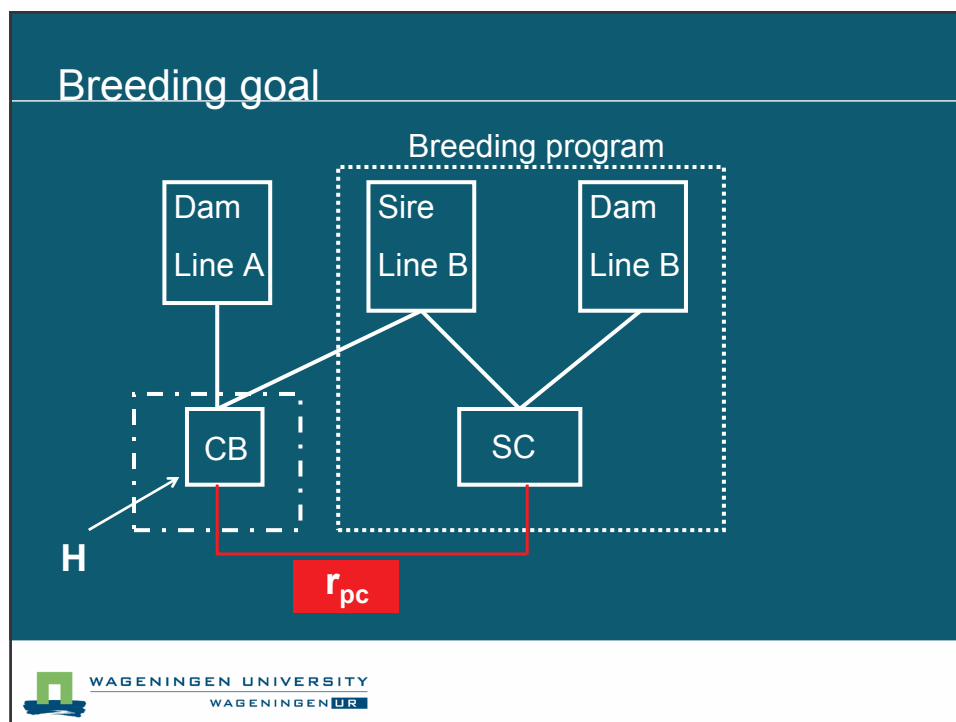 Breeding goal
Breeding program
Dam
Line A
Sire
Line B
Dam
Line B
CB
SC
H
rpc
WAGENINGEN UNIVERSITY
WAGENINGEN UR